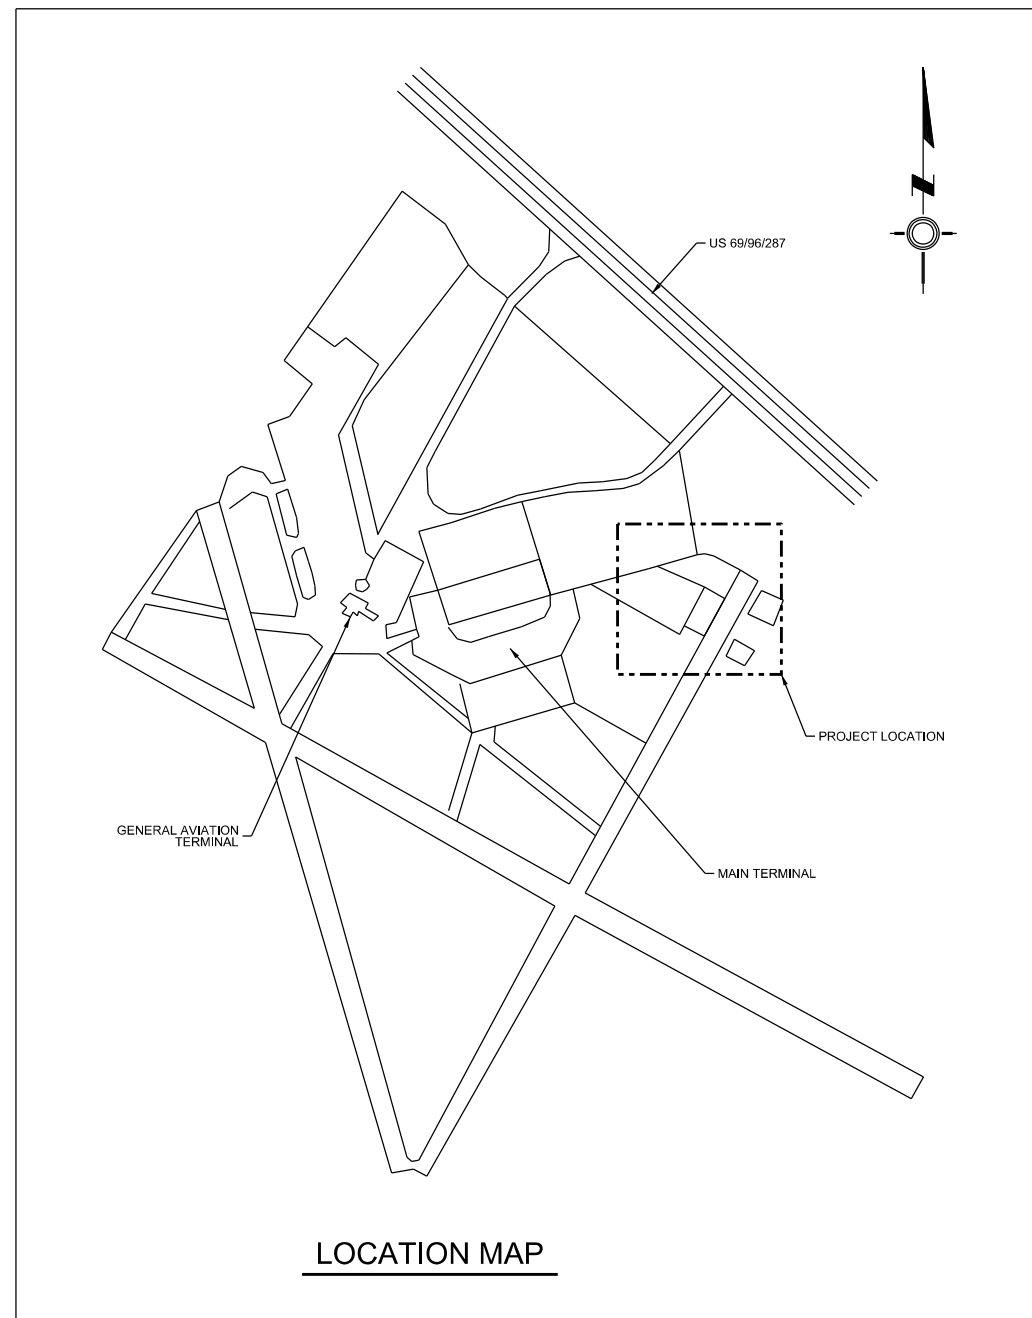 N
US 69/96/287
PROJECT LOCATION
GENERAL AVIATION
TERMINAL
MAIN TERMINAL
LOCATION MAP